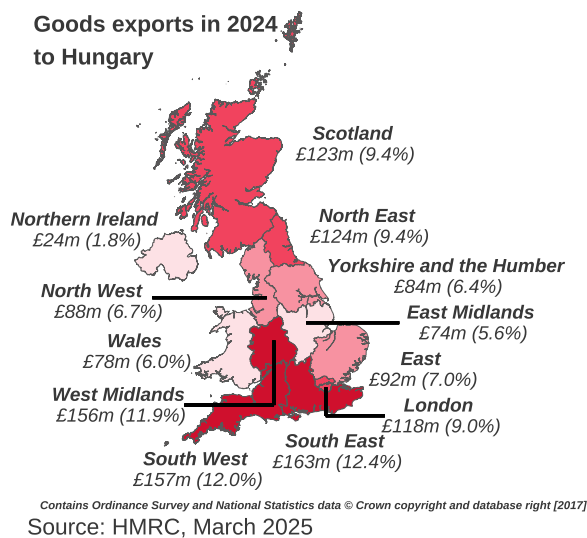 Goods exports in 2024
to Hungary
Scotland
£123m (9.4%)
Northern Ireland
£24m (1.8%)
North East
£124m (9.4%)
Yorkshire and the Humber
£84m (6.4%)
North West
£88m (6.7%)
East Midlands
£74m (5.6%)
Wales
£78m (6.0%)
East
£92m (7.0%)
West Midlands
£156m (11.9%)
London
£118m (9.0%)
South East
£163m (12.4%)
South West
£157m (12.0%)
Contains Ordinance Survey and National Statistics data © Crown copyright and database right [2017]
Source: HMRC, March 2025